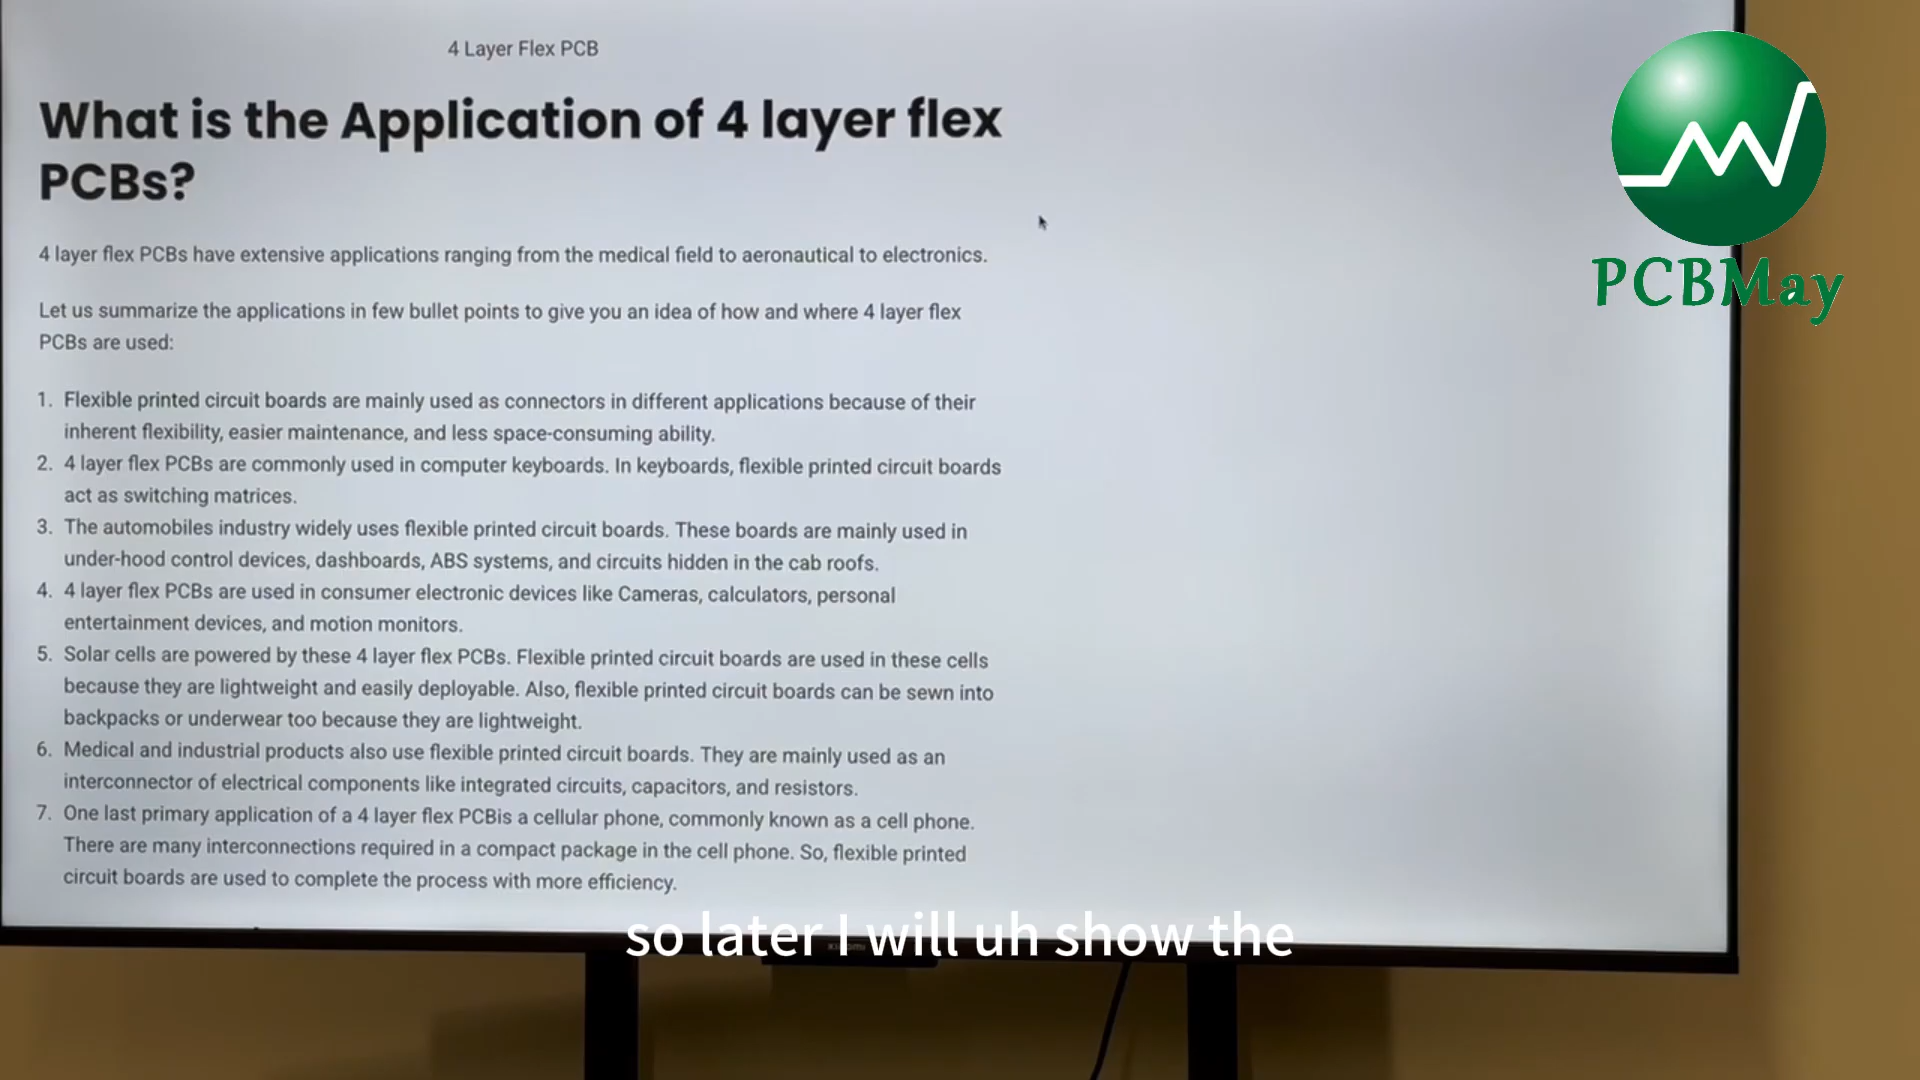 4 Layer Flex PCB
What is the Application of 4 layer flex
PCBs?
4 layer flex PCBs have extensive applications ranging from the medical field to aeronautical to electronics.
Let us summarize the applications in few bullet points to give you an idea of how and where 4 layer flex
PCBs are used:
1. Flexible printed circuit boards are mainly used as connectors in different applications because of their
inherent flexibility, easier maintenance, and less space-consuming ability.
2. 4 layer flex PCBs are commonly used in computer keyboards. In keyboards, flexible printed circuit boards
act as switching matrices.
3. The automobiles industry widely uses flexible printed circuit boards. These boards are mainly used in
under-hood control devices, dashboards, ABS systems, and circuits hidden in the cab roofs.
4. 4 layer flex PCBs are used in consumer electronic devices like Cameras, calculators, personal
entertainment devices, and motion monitors.
5. Solar cells are powered by these 4 layer flex PCBs. Flexible printed circuit boards are used in these cells
because they are lightweight and easily deployable. Also, flexible printed circuit boards can be sewn into
backpacks or underwear too because they are lightweight.
6. Medical and industrial products also use flexible printed circuit boards. They are mainly used as an
interconnector of electrical components like integrated circuits, capacitors, and resistors.
7. One last primary application of a 4 layer flex PCBis a cellular phone, commonly known as a cell phone.
There are many interconnections required in a compact package in the cell phone. So, flexible printed
circuit boards are used to complete the process with more efficiency.
PCBMay
so later I will uh show the